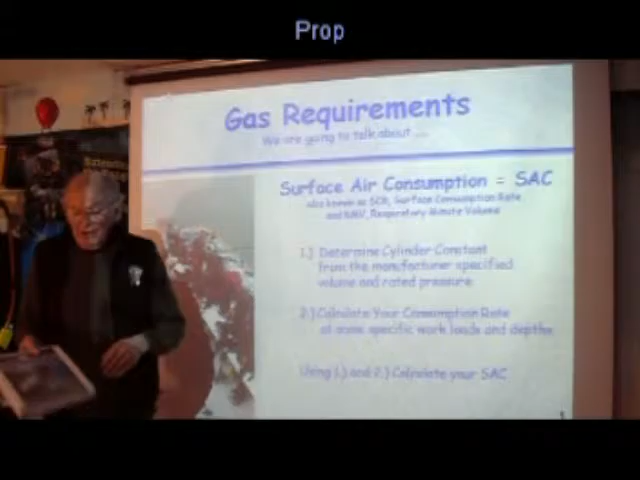 Prop
Gas Requirements
We are going to talk about ...
Surface Air Consumption = SAC
also known as SCR, Surface Consumption Rate
and RMV, Respiratory Minute Volume
1.) Determine Cylinder Constant
from the manufacturer specified
volume and rated pressure
2.) Calculate Your Consumption Rate
at some specific work loads and depths
Using 1.) and 2.) Calculate your SAC